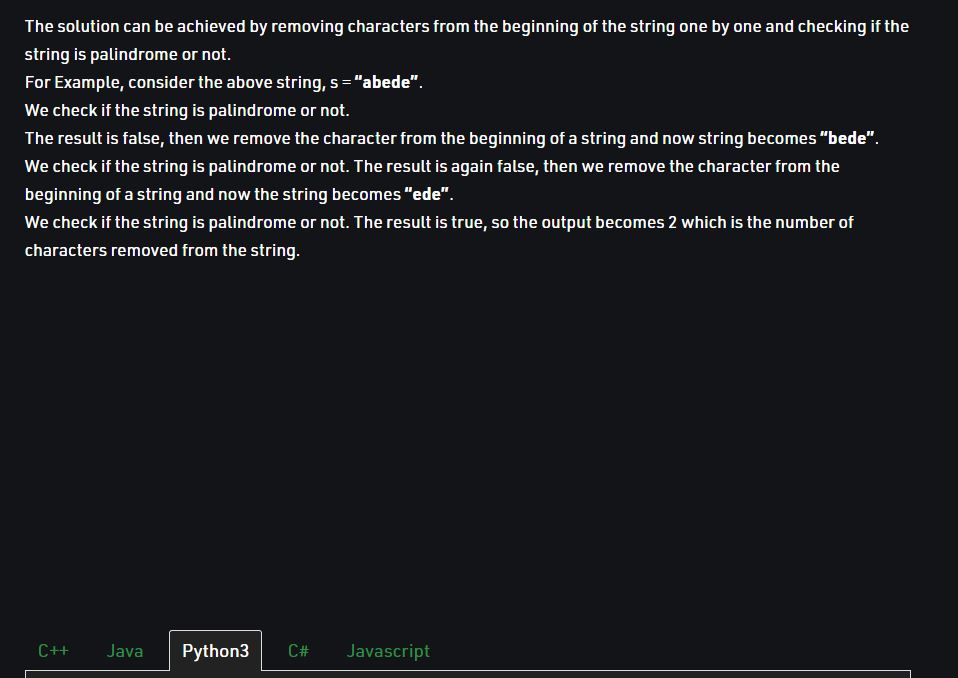 The solution can be achieved by removing characters from the beginning of the string one by one and checking if the
string is palindrome or not.
For Example, consider the above string, s = “abede”.
We check if the string is palindrome or not.
The result is false, then we remove the character from the beginning of a string and now string becomes “bede”.
We check if the string is palindrome or not. The result is again false, then we remove the character from the
beginning of a string and now the string becomes “ede”.
We check if the string is palindrome or not. The result is true, so the output becomes 2 which is the number of
characters removed from the string.
C++ Java Python3 C# Javascript